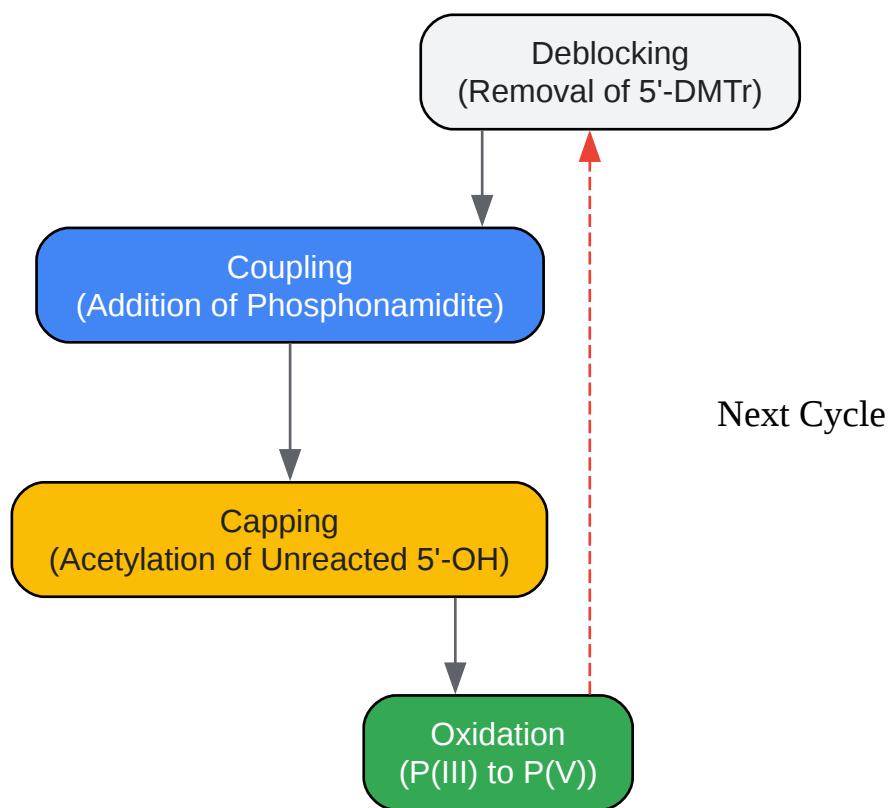 Deblocking
(Removal of 5'-DMTr)
Coupling
(Addition of Phosphonamidite)
Next Cycle
Capping
(Acetylation of Unreacted 5'-OH)
Oxidation
(P(III) to P(V))